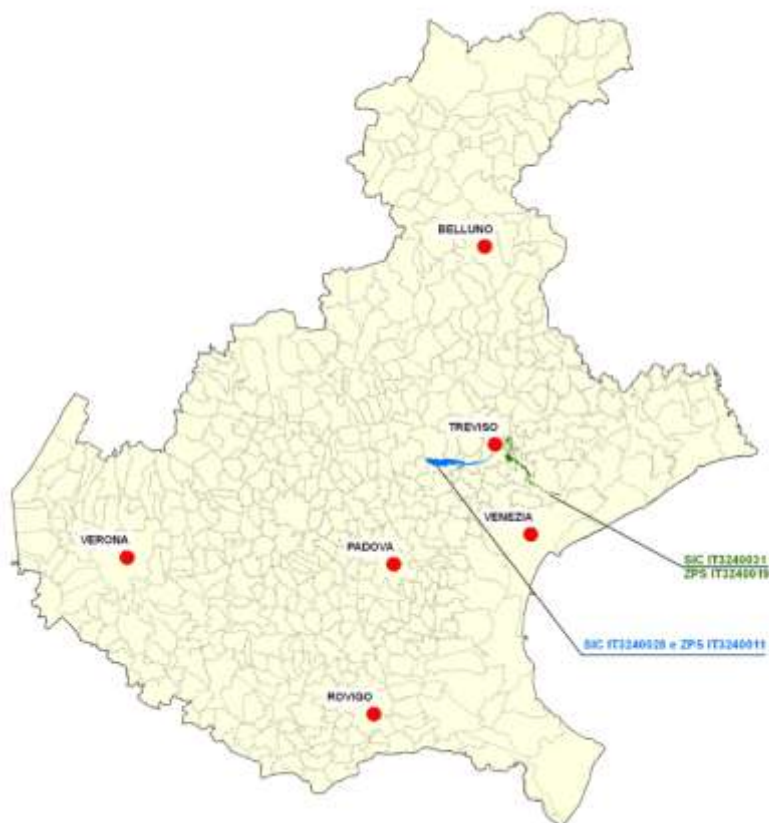 BELLUNO
TREVISO
VENEZIA
VERONA
PADOVA
SIC IT3240031
ZPS IT3240019
SIC IT3240028 e ZPS IT3240011
ROVIGO